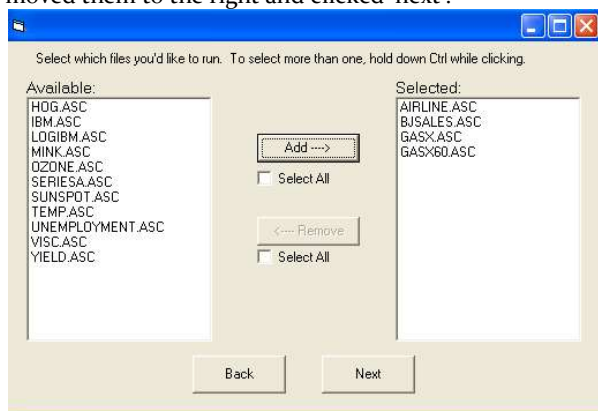 moved them to the right and clicked 'next'.
Select which files you'd like to run. To select more than one, hold down Ctrl while clicking.
Available:
HOG.ASC
IBM.ASC
LOGIBM.ASC
MINK.ASC
OZONE.ASC
SERIESA.ASC
SUNSPOT.ASC
TEMP.ASC
UNEMPLOYMENT.ASC
VISC.ASC
YIELD.ASC
Add ---->
Select All
<---- Remove
Select All
Selected:
AIRLINE.ASC
BJSALES.ASC
GASX.ASC
GASX60.ASC
Back
Next